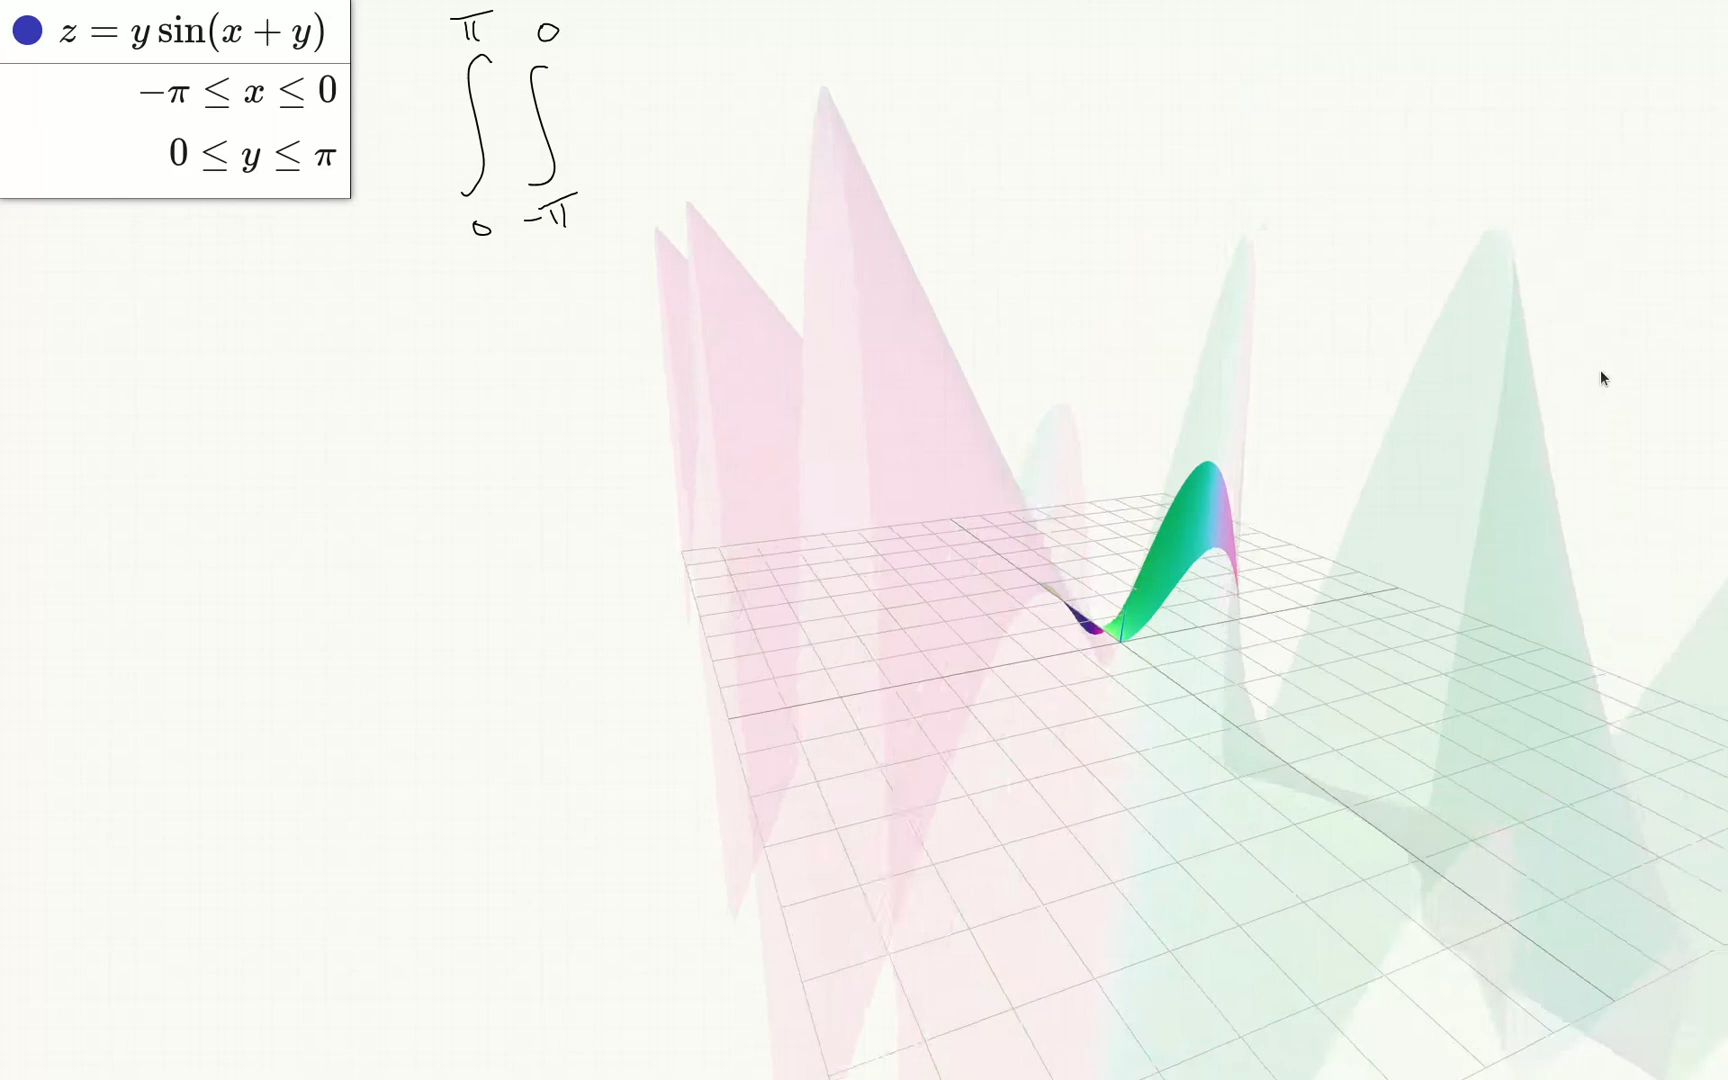 z = y sin(x + y)
−π ≤ x ≤ 0
0 ≤ y ≤ π
π 0
∫ ∫
0 −π